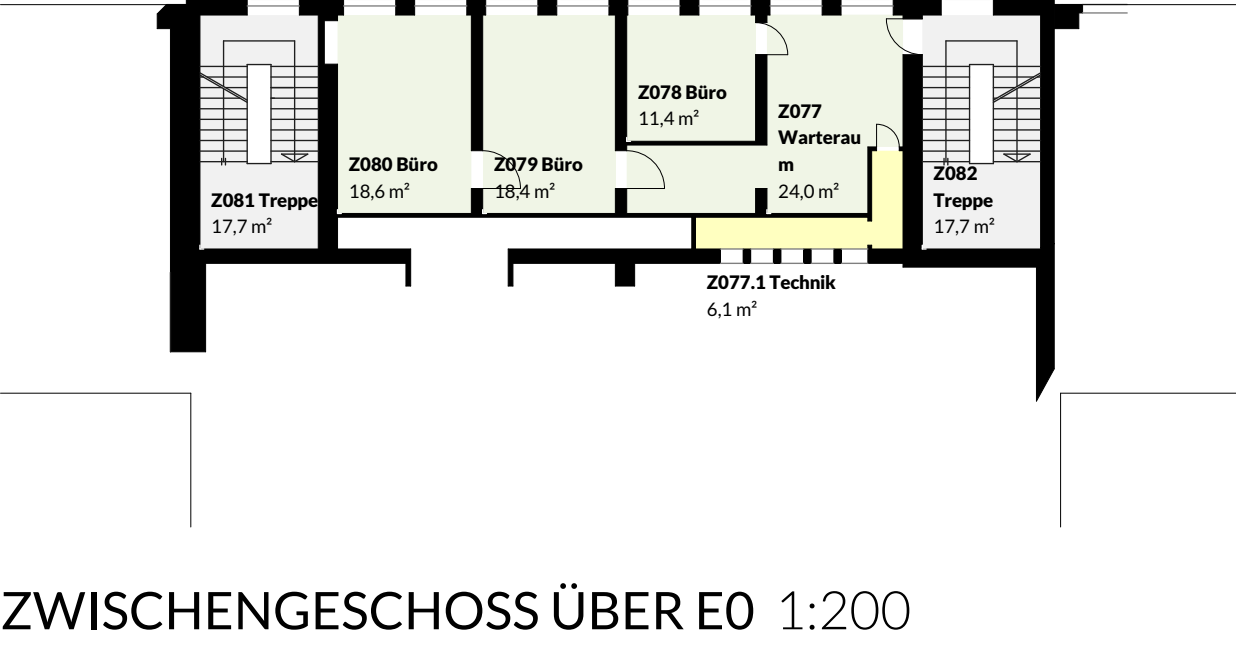 Z078 Büro
11,4 m²
Z077
Warterau
m
24,0 m²
Z080 Büro
18,6 m²
Z079 Büro
18,4 m²
Z081 Treppe
17,7 m²
Z082
Treppe
17,7 m²
Z077.1 Technik
6,1 m²
ZWISCHENGESCHOSS ÜBER E0 1:200